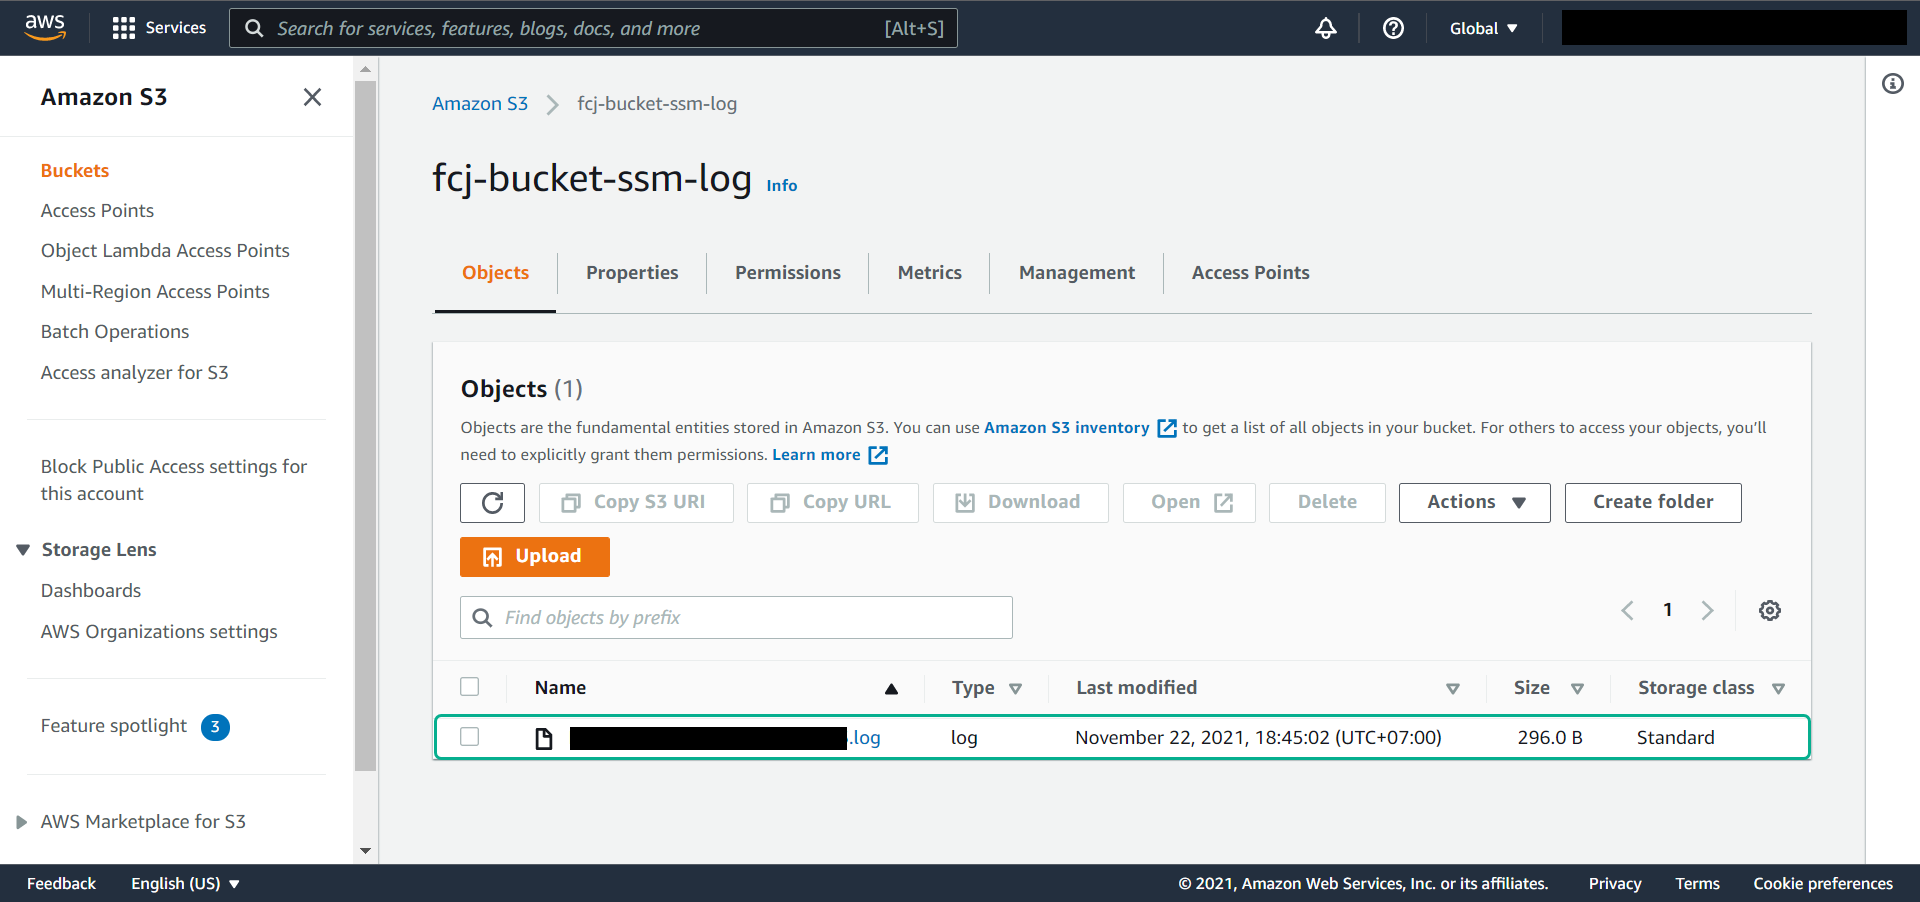 aws
Services
Search for services, features, blogs, docs, and more [Alt+S]
Global
Amazon S3
Buckets
Access Points
Object Lambda Access Points
Multi-Region Access Points
Batch Operations
Access analyzer for S3
Block Public Access settings for
this account
Storage Lens
Dashboards
AWS Organizations settings
Feature spotlight 3
AWS Marketplace for S3
Amazon S3 fcj-bucket-ssm-log
fcj-bucket-ssm-log Info
Objects Properties Permissions Metrics Management Access Points
Objects (1)
Objects are the fundamental entities stored in Amazon S3. You can use Amazon S3 inventory to get a list of all objects in your bucket. For others to access your objects, you'll
need to explicitly grant them permissions. Learn more
Copy S3 URI Copy URL Download Open Delete Actions Create folder
Upload
Find objects by prefix
1
Name Type Last modified Size Storage class
.log log November 22, 2021, 18:45:02 (UTC+07:00) 296.0 B Standard
Feedback English (US) © 2021, Amazon Web Services, Inc. or its affiliates. Privacy Terms Cookie preferences